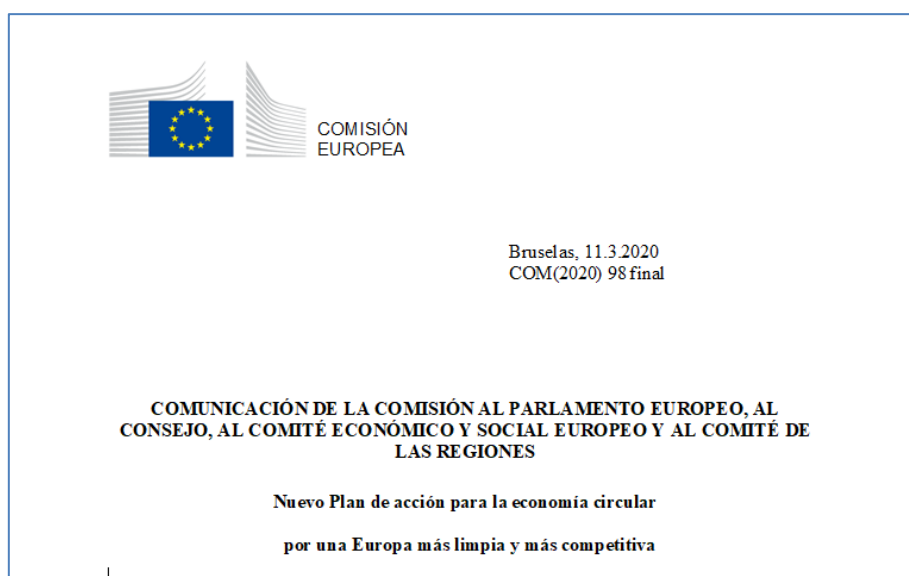 COMISIÓN
EUROPEA
Bruselas, 11.3.2020
COM(2020) 98 final
COMUNICACIÓN DE LA COMISIÓN AL PARLAMENTO EUROPEO, AL
CONSEJO, AL COMITÉ ECONÓMICO Y SOCIAL EUROPEO Y AL COMITÉ DE
LAS REGIONES
Nuevo Plan de acción para la economía circular
por una Europa más limpia y más competitiva